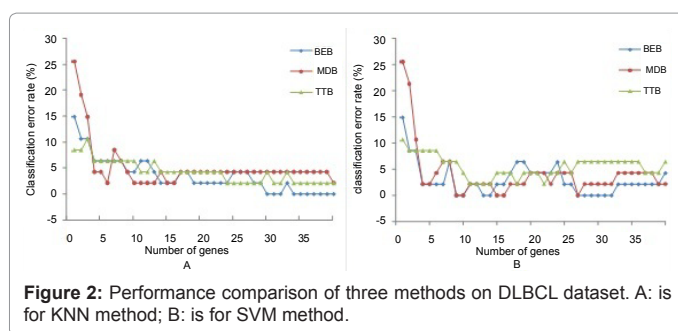 30
25
20
15
10
5
0
-5
Classification error rate (%)
0 5 10 15 20 25 30 35
Number of genes
A
BEB
MDB
TTB
30
25
20
15
10
5
0
-5
classification error rate (%)
0 5 10 15 20 25 30 35
Number of genes
B
BEB
MDB
TTB
Figure 2: Performance comparison of three methods on DLBCL dataset. A: is
for KNN method; B: is for SVM method.